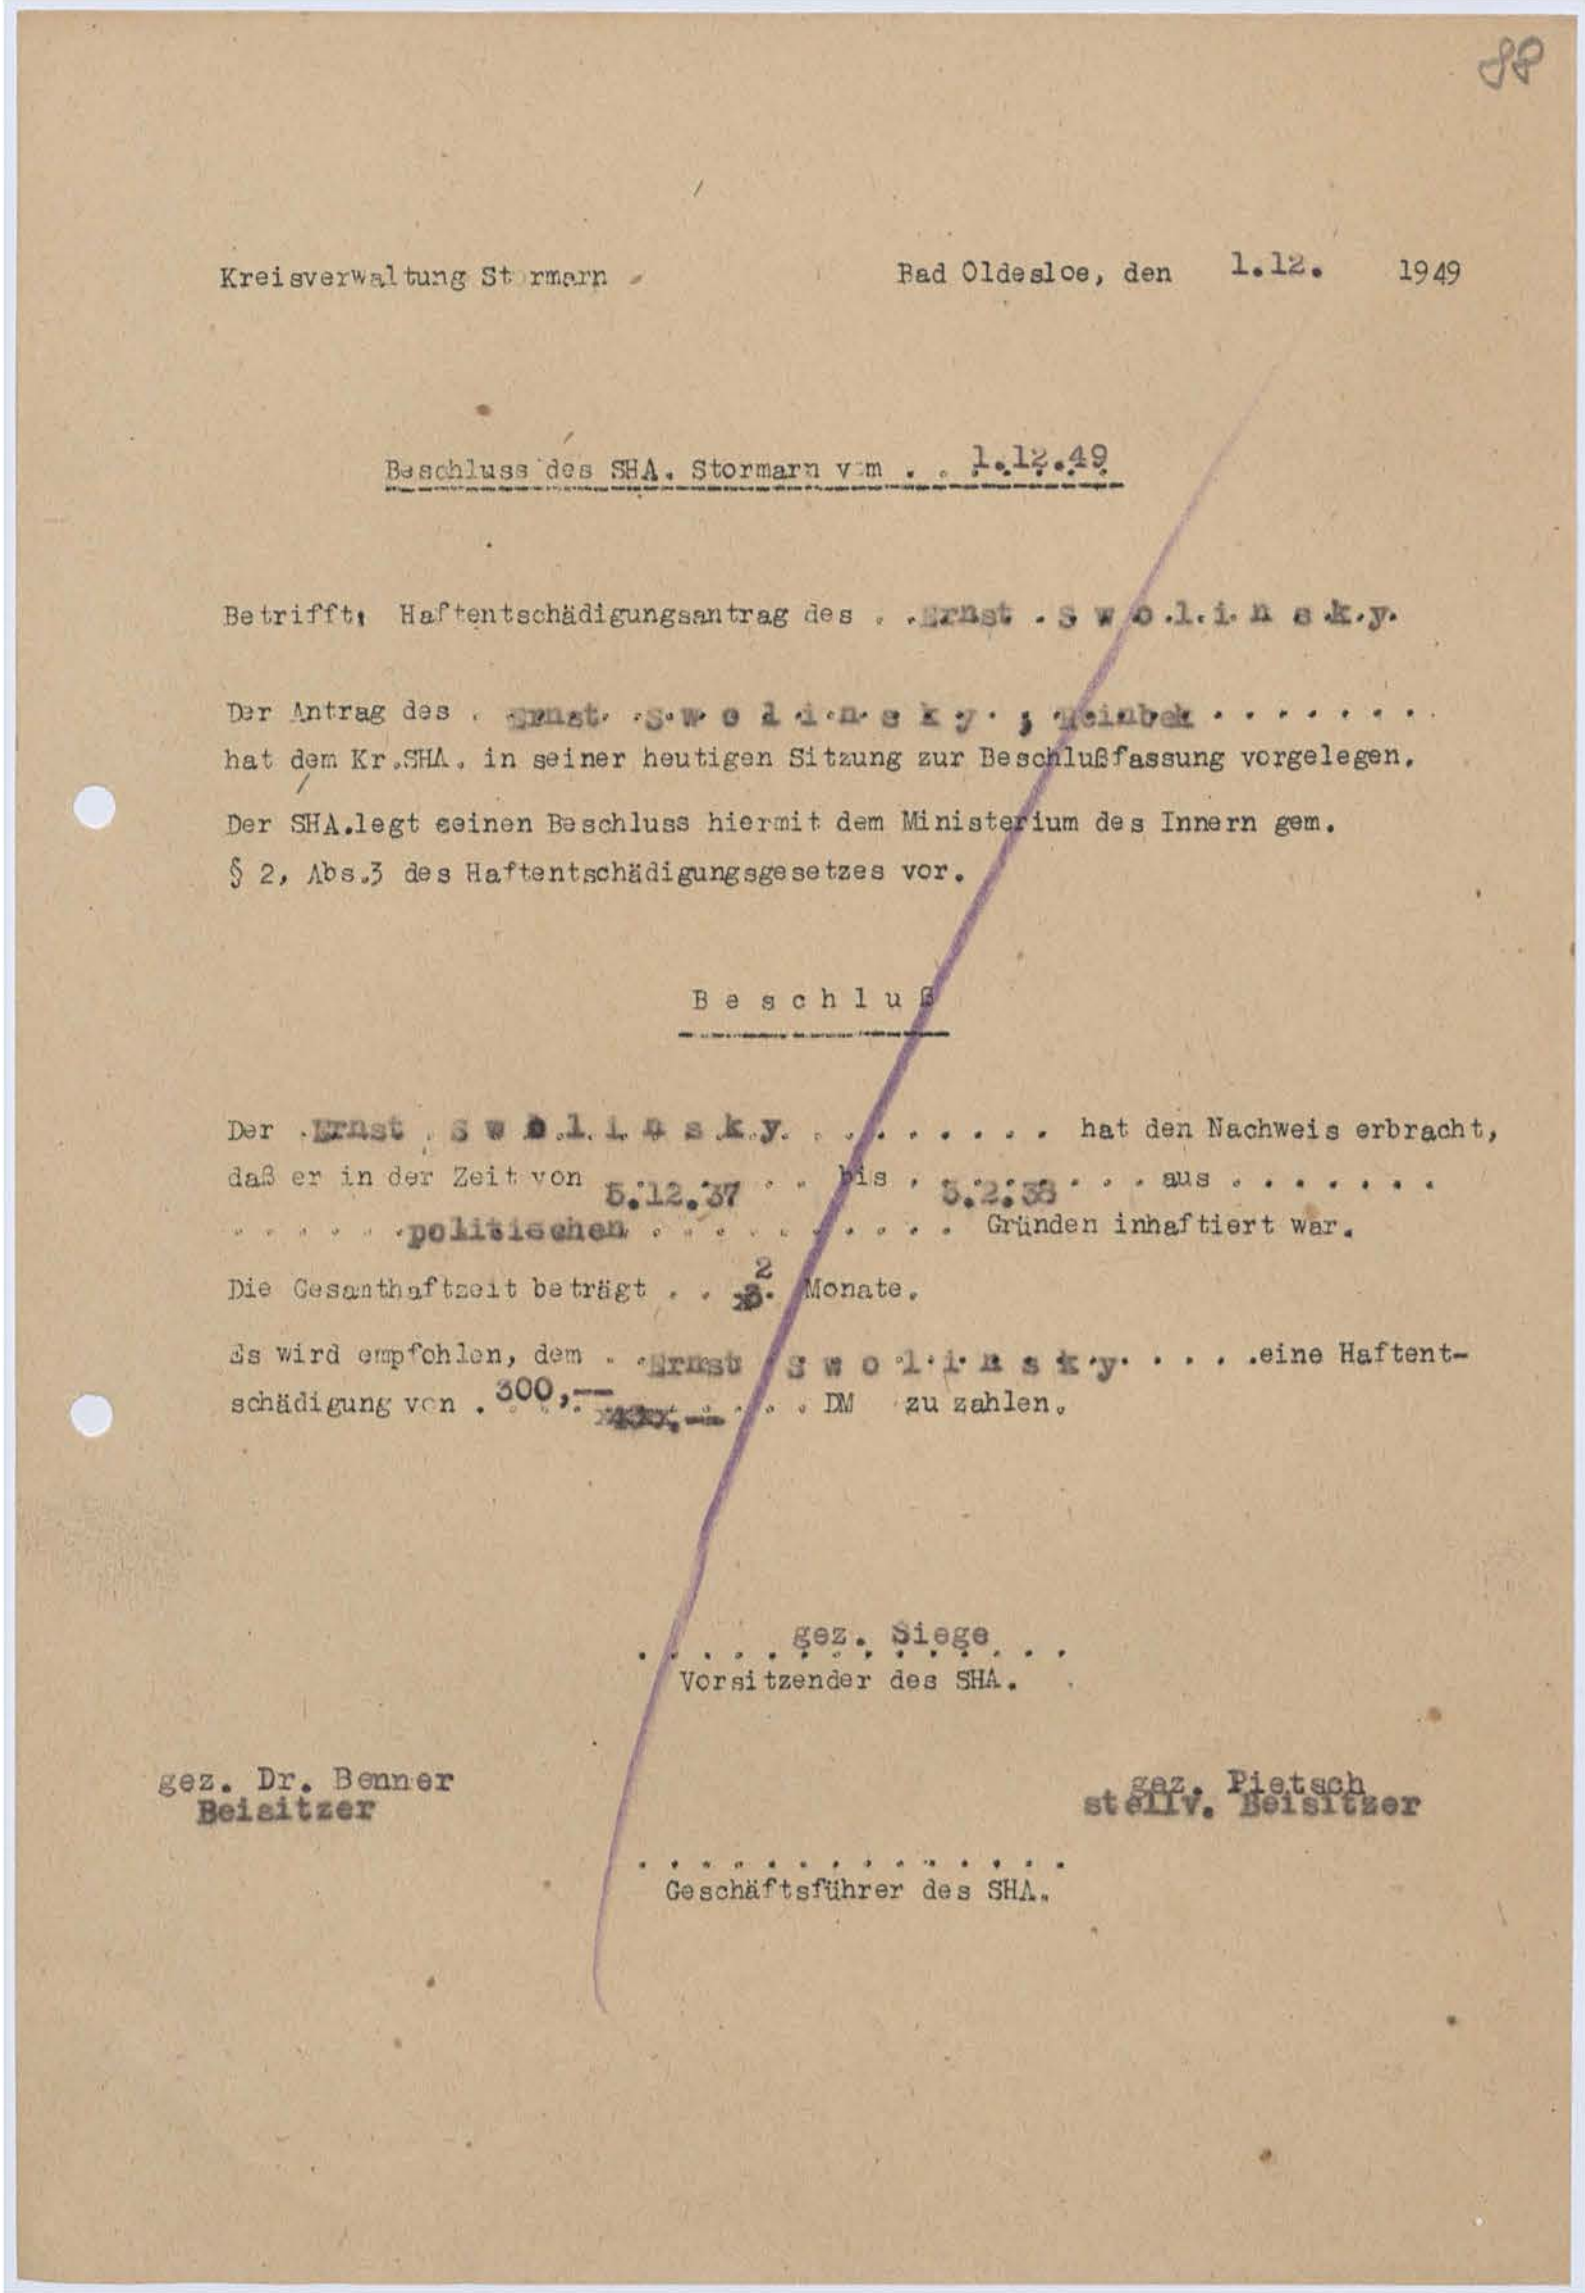 88
Kreisverwaltung Stormarn Bad Oldesloe, den 1.12. 1949
Beschluss des SHA. Stormarn vom . . 1.12.49
Betrifft: Haftentschädigungsantrag des . . Ernst . S w o l i n s k y.
Der Antrag des . Ernst S w o l i n s k y , Reinbek . . . . . . . .
hat dem Kr.SHA. in seiner heutigen Sitzung zur Beschlußfassung vorgelegen.
Der SHA.legt seinen Beschluss hiermit dem Ministerium des Innern gem.
§ 2, Abs.3 des Haftentschädigungsgesetzes vor.
B e s c h l u ß
Der . Ernst S w o l i n s k y. . . . . . . . . hat den Nachweis erbracht,
daß er in der Zeit von 5.12.37 . . bis . 5.2.38 . . . aus . . . . . . .
. . . . . . politischen . . . . . . . . . . Gründen inhaftiert war.
Die Gesamthaftzeit beträgt . . 2 Monate.
Es wird empfohlen, dem . . Ernst S w o l i n s k y . . . . .eine Haftent-
schädigung von . 300,-- . . . . DM zu zahlen.
gez. Siege
Vorsitzender des SHA.
gez. Dr. Benner gez. Pietsch
Beisitzer stellv. Beisitzer
. . . . . . . . . . . . . .
Geschäftsführer des SHA.